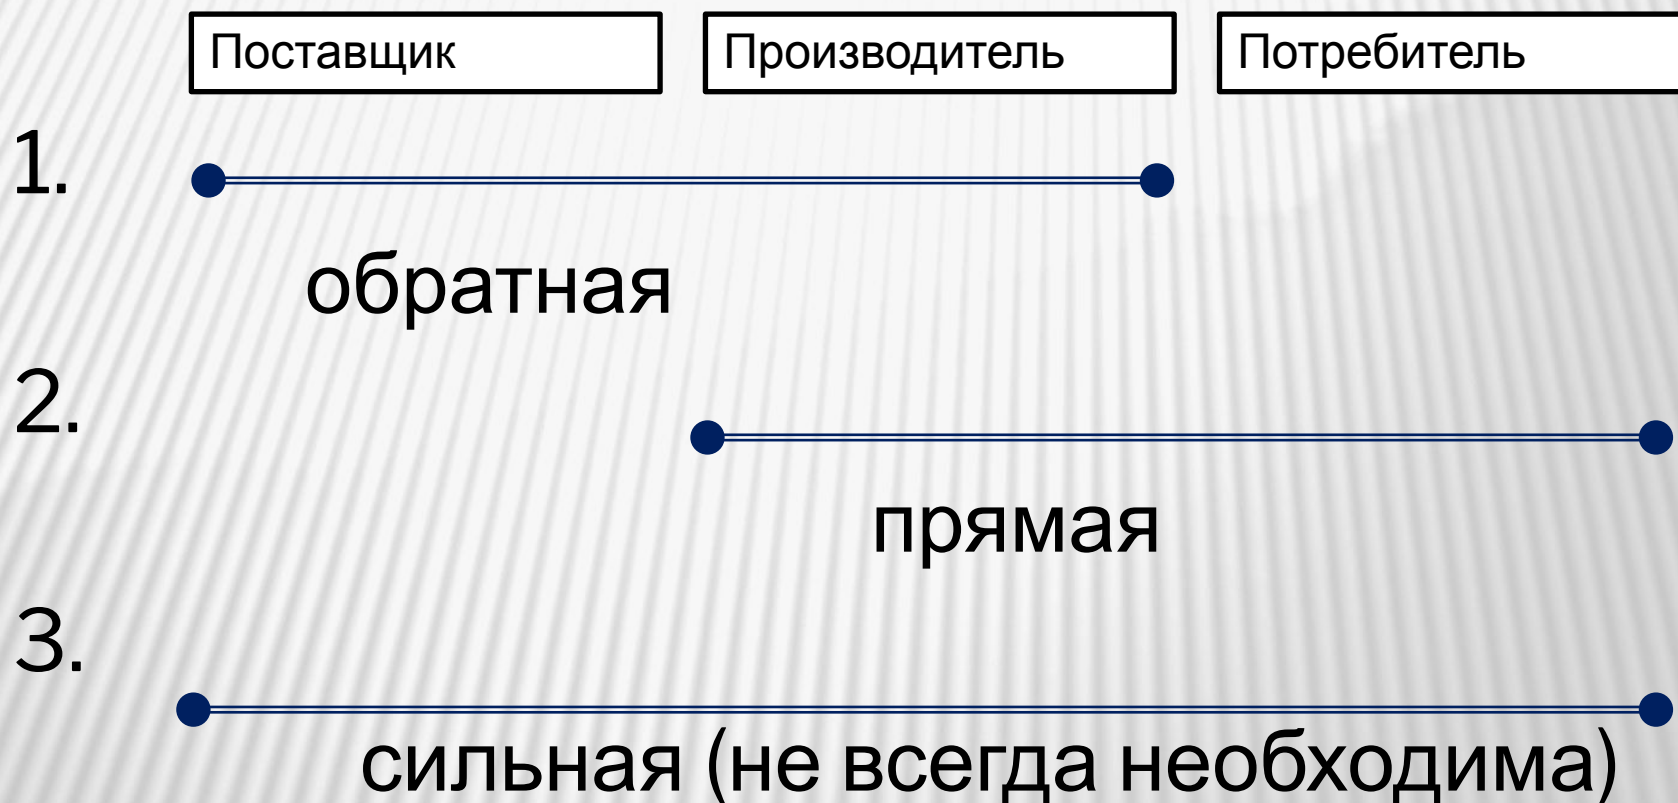 Поставщик Производитель Потребитель
1.
обратная
2.
прямая
3.
сильная (не всегда необходима)